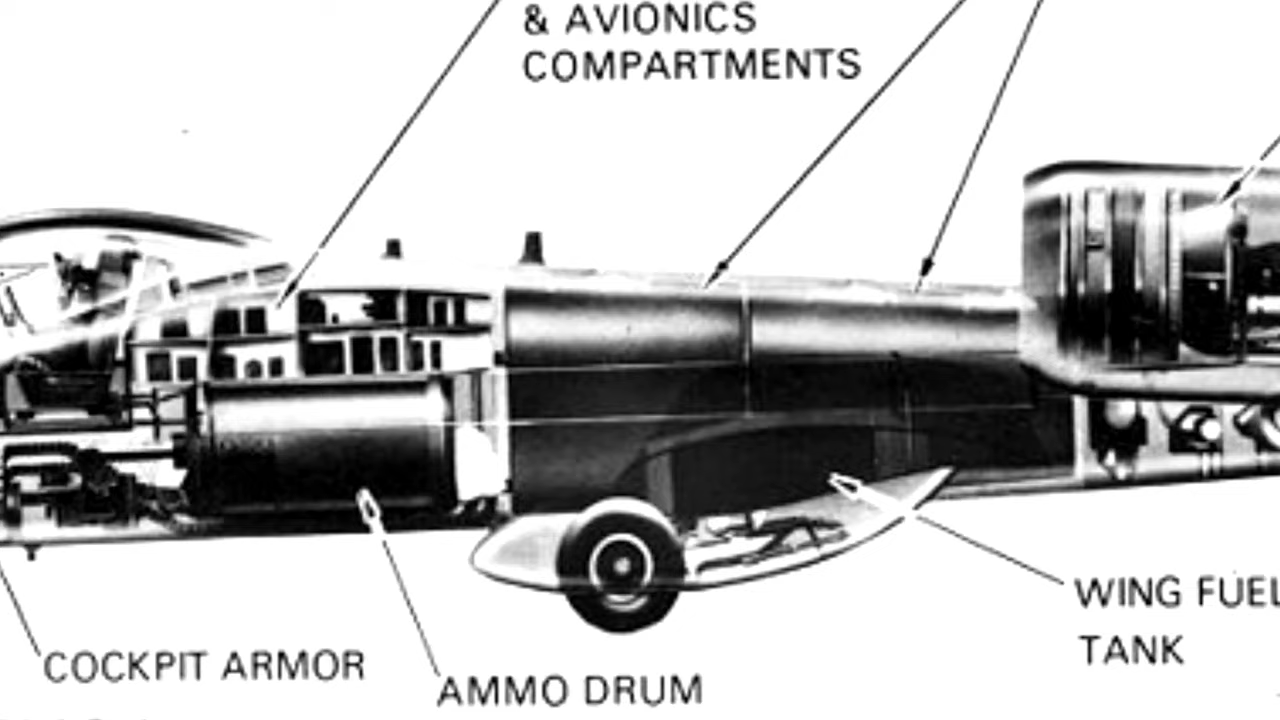 & AVIONICS
COMPARTMENTS
WING FUEL
TANK
COCKPIT ARMOR
AMMO DRUM